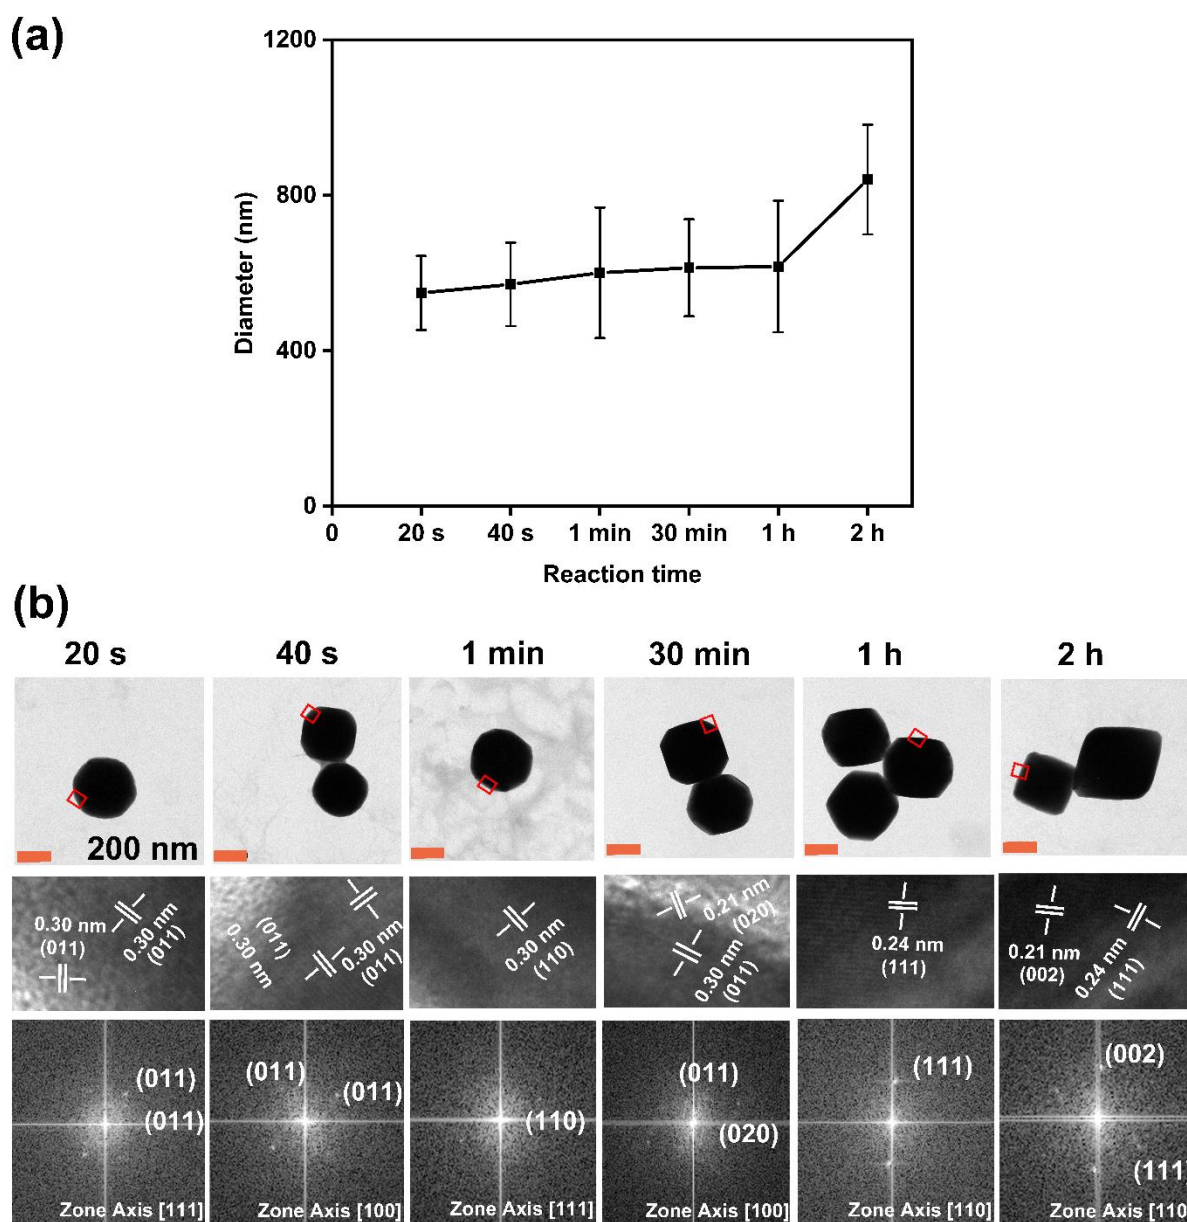 (a)
1200
800
400
0
Diameter (nm)
0 20 s 40 s 1 min 30 min 1 h 2 h
Reaction time
(b)
20 s 40 s 1 min 30 min 1 h 2 h
200 nm
0.30 nm
(011)
0.30 nm
(011)
(011)
0.30 nm
0.30 nm
(011)
0.30 nm
(110)
0.21 nm
(020)
0.30 nm
(011)
0.24 nm
(111)
0.21 nm
(002)
0.24 nm
(111)
(011)
(011)
Zone Axis [111]
(011)
(011)
Zone Axis [100]
(110)
Zone Axis [111]
(011)
(020)
Zone Axis [100]
(111)
Zone Axis [110]
(002)
(111)
Zone Axis [110]